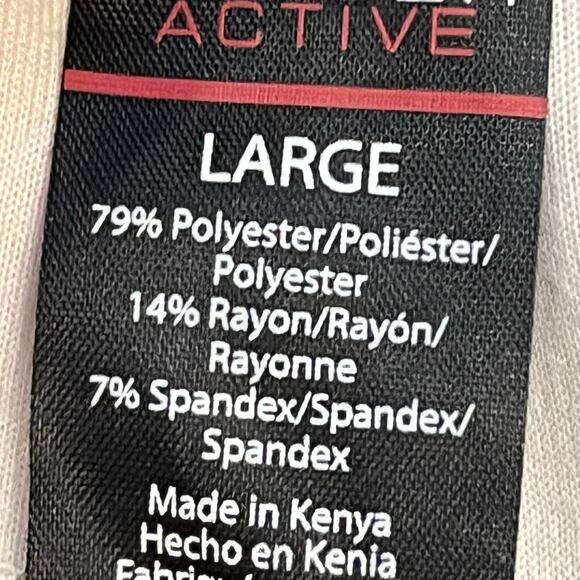 ACTIVE
LARGE
79% Polyester/Poliéster/
Polyester
14% Rayon/Rayón/
Rayonne
7% Spandex/Spandex/
Spandex
Made in Kenya
Hecho en Kenia